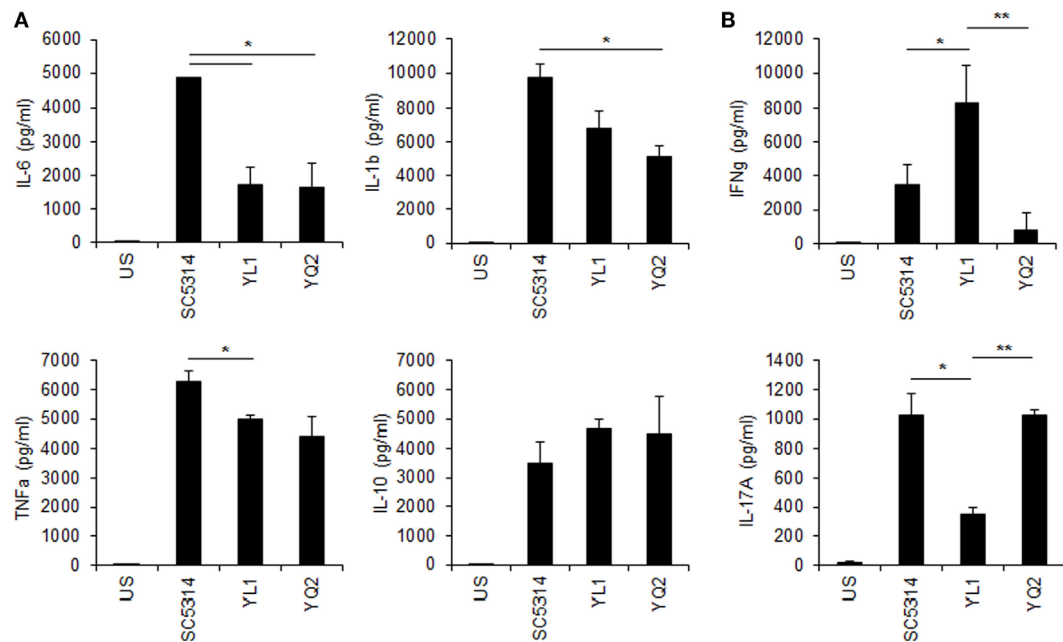 A
IL-6 (pg/ml)
6000
5000
4000
3000
2000
1000
0
*
US
SC5314
YL1
YQ2
IL-1b (pg/ml)
12000
10000
8000
6000
4000
2000
0
*
US
SC5314
YL1
YQ2
B
IFNg (pg/ml)
12000
10000
8000
6000
4000
2000
0
*
**
US
SC5314
YL1
YQ2
TNFa (pg/ml)
7000
6000
5000
4000
3000
2000
1000
0
*
US
SC5314
YL1
YQ2
IL-10 (pg/ml)
7000
6000
5000
4000
3000
2000
1000
0
US
SC5314
YL1
YQ2
IL-17A (pg/ml)
1400
1200
1000
800
600
400
200
0
*
**
US
SC5314
YL1
YQ2